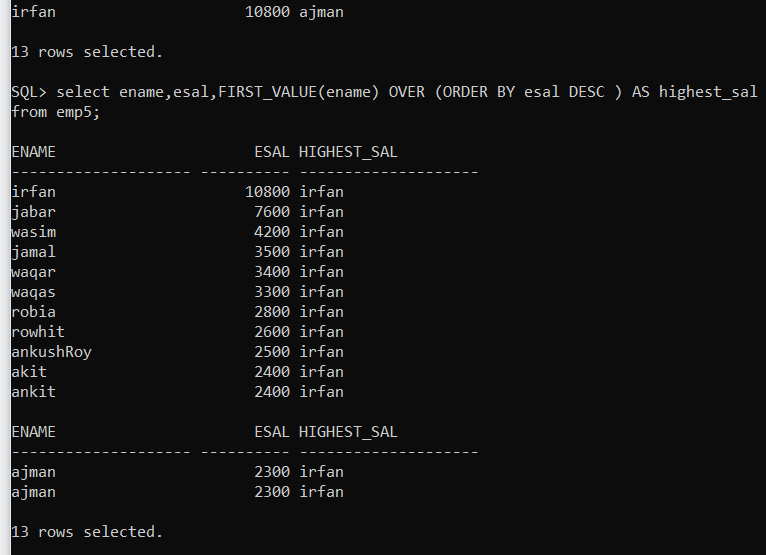 irfan                     10800 ajman
13 rows selected.
SQL> select ename,esal,FIRST_VALUE(ename) OVER (ORDER BY esal DESC ) AS highest_sal
from emp5;
ENAME                      ESAL HIGHEST_SAL
-------------------- ---------- --------------------
irfan                     10800 irfan
jabar                      7600 irfan
wasim                      4200 irfan
jamal                      3500 irfan
waqar                      3400 irfan
waqas                      3300 irfan
robia                      2800 irfan
rowhit                     2600 irfan
ankushRoy                  2500 irfan
akit                       2400 irfan
ankit                      2400 irfan
ENAME                      ESAL HIGHEST_SAL
-------------------- ---------- --------------------
ajman                      2300 irfan
ajman                      2300 irfan
13 rows selected.